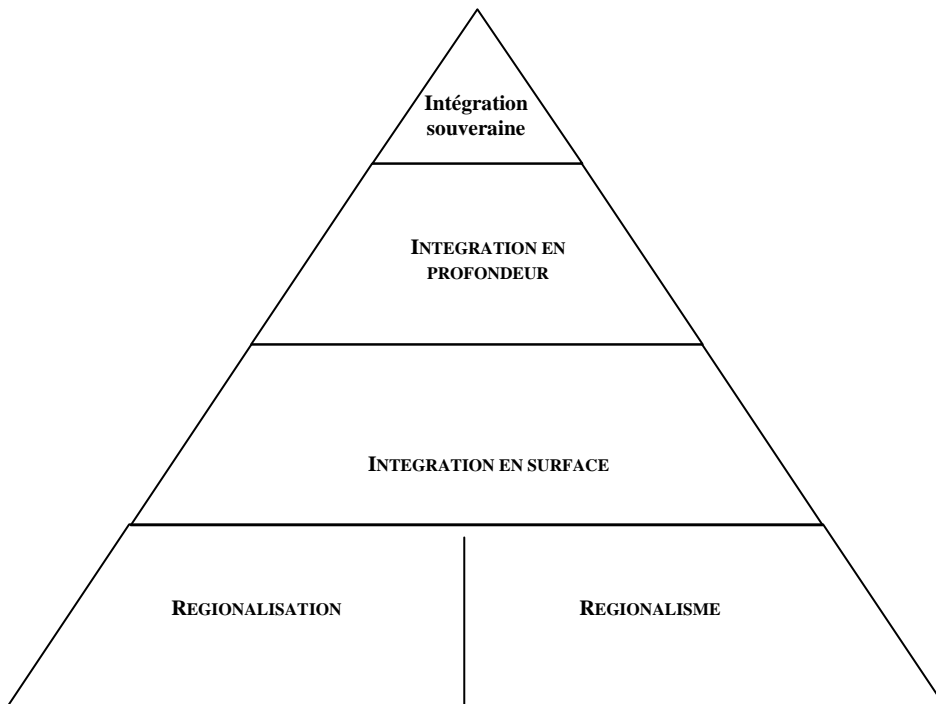 Intégration
souveraine
INTEGRATION EN
PROFONDEUR
INTEGRATION EN SURFACE
REGIONALISATION
REGIONALISME